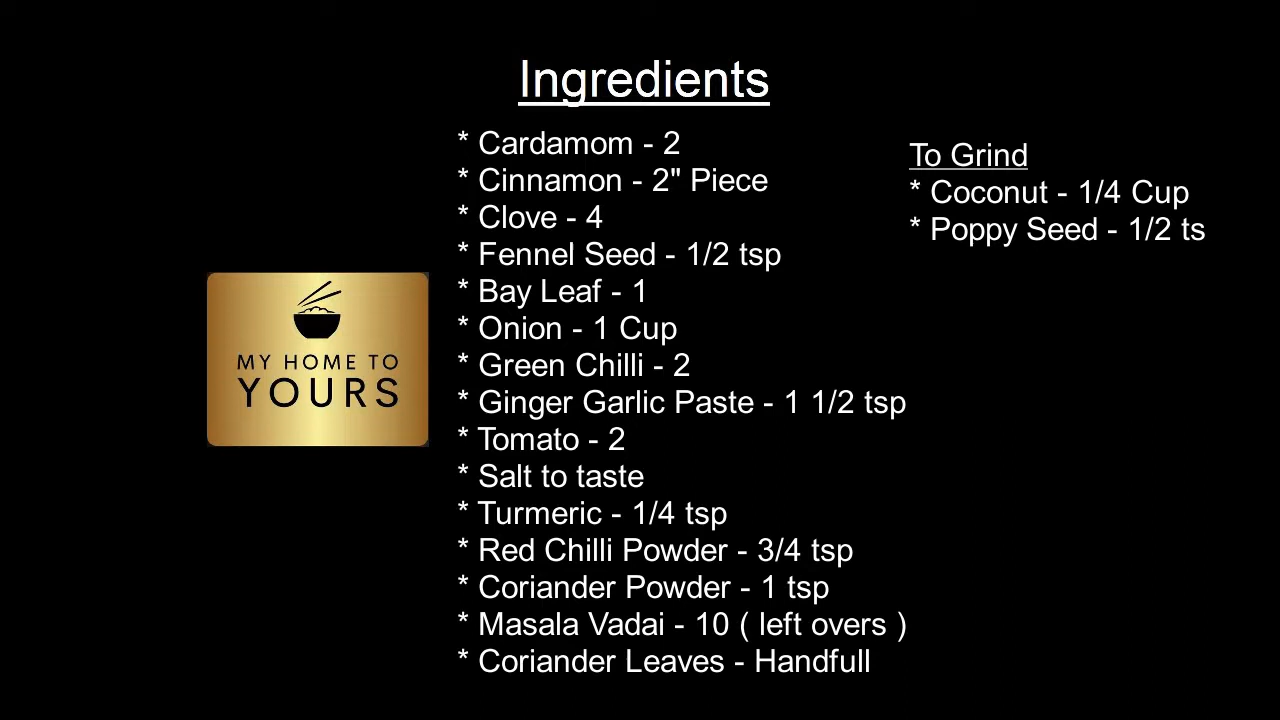 Ingredients
* Cardamom - 2
* Cinnamon - 2" Piece
* Clove - 4
* Fennel Seed - 1/2 tsp
* Bay Leaf - 1
* Onion - 1 Cup
* Green Chilli - 2
* Ginger Garlic Paste - 1 1/2 tsp
* Tomato - 2
* Salt to taste
* Turmeric - 1/4 tsp
* Red Chilli Powder - 3/4 tsp
* Coriander Powder - 1 tsp
* Masala Vadai - 10 ( left overs )
* Coriander Leaves - Handfull
To Grind
* Coconut - 1/4 Cup
* Poppy Seed - 1/2 ts
MY HOME TO
YOURS